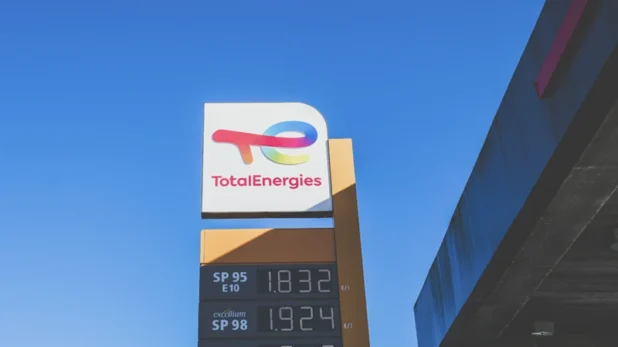 TotalEnergies
SP 95 1.832 €/l
E10
excellium
SP 98 1.924 €/l